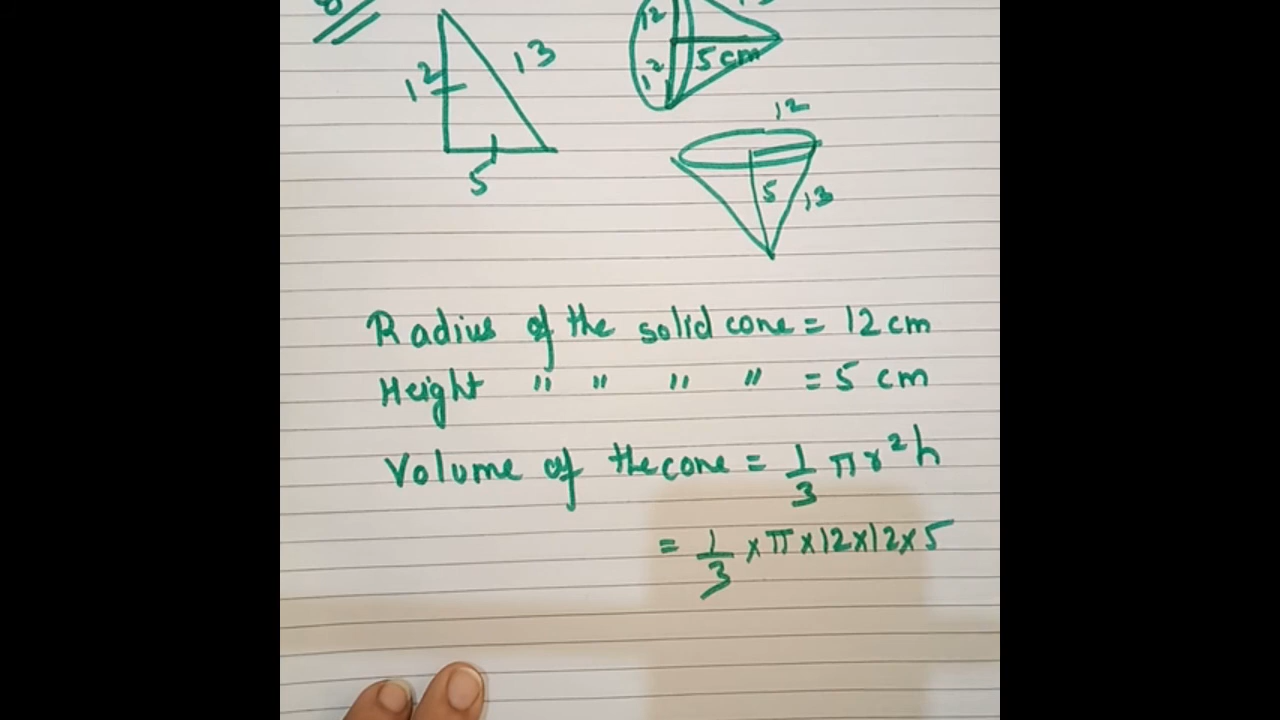 8
12
13
5
12
12
5 cm
12
5
13
Radius of the solid cone = 12 cm
Height " " " " = 5 cm
Volume of the cone = 1/3 πr²h
= 1/3 × π × 12 × 12 × 5